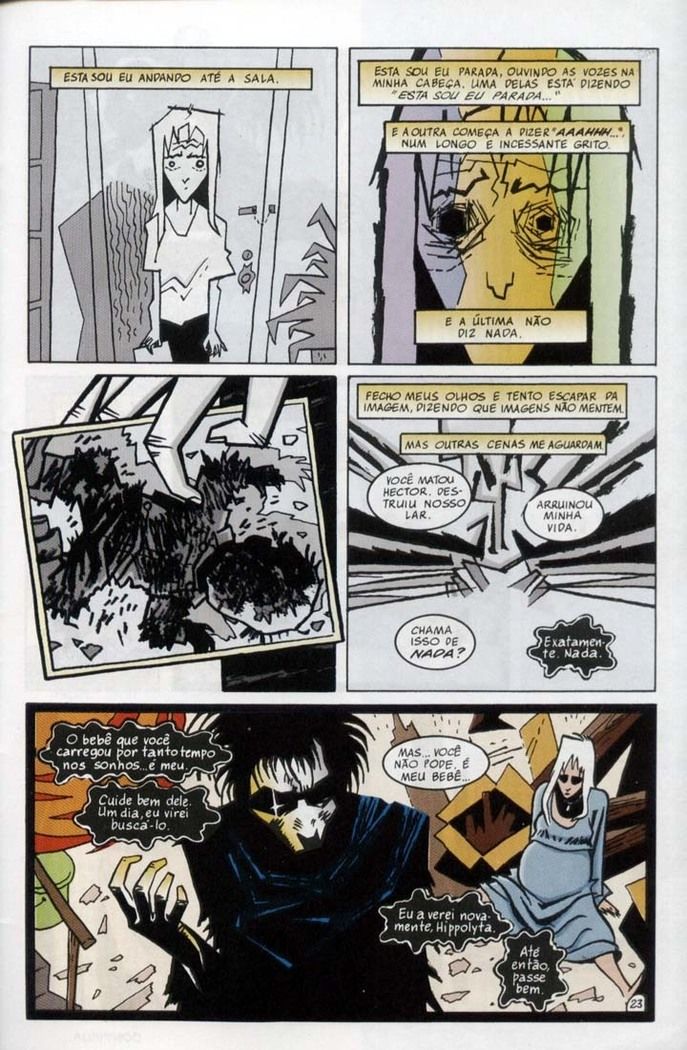 ESTA SOU EU ANDANDO ATÉ A SALA.
ESTA SOU EU PARADA, OUVINDO AS VOZES NA
MINHA CABEÇA. UMA DELAS ESTÁ DIZENDO
"ESTA SOU EU PARADA..."
E A OUTRA COMEÇA A DIZER "AAAHHH...",
NUM LONGO E INCESSANTE GRITO.
E A ÚLTIMA NÃO
DIZ NADA.
FECHO MEUS OLHOS E TENTO ESCAPAR DA
IMAGEM, DIZENDO QUE IMAGENS NÃO MENTEM.
MAS OUTRAS CENAS ME AGUARDAM.
VOCÊ MATOU
HECTOR. DES-
TRUIU NOSSO
LAR.
ARRUINOU
MINHA
VIDA.
CHAMA
ISSO DE
NADA?
Exatamen-
te. Nada.
O bebê que você
carregou por tanto tempo
nos sonhos...é meu.
Cuide bem dele.
Um dia, eu virei
buscá-lo.
MAS... VOCÊ
NÃO PODE. É
MEU BEBÊ...
Eu a verei nova-
mente, Hippolyta.
Até
então,
passe
bem.
23